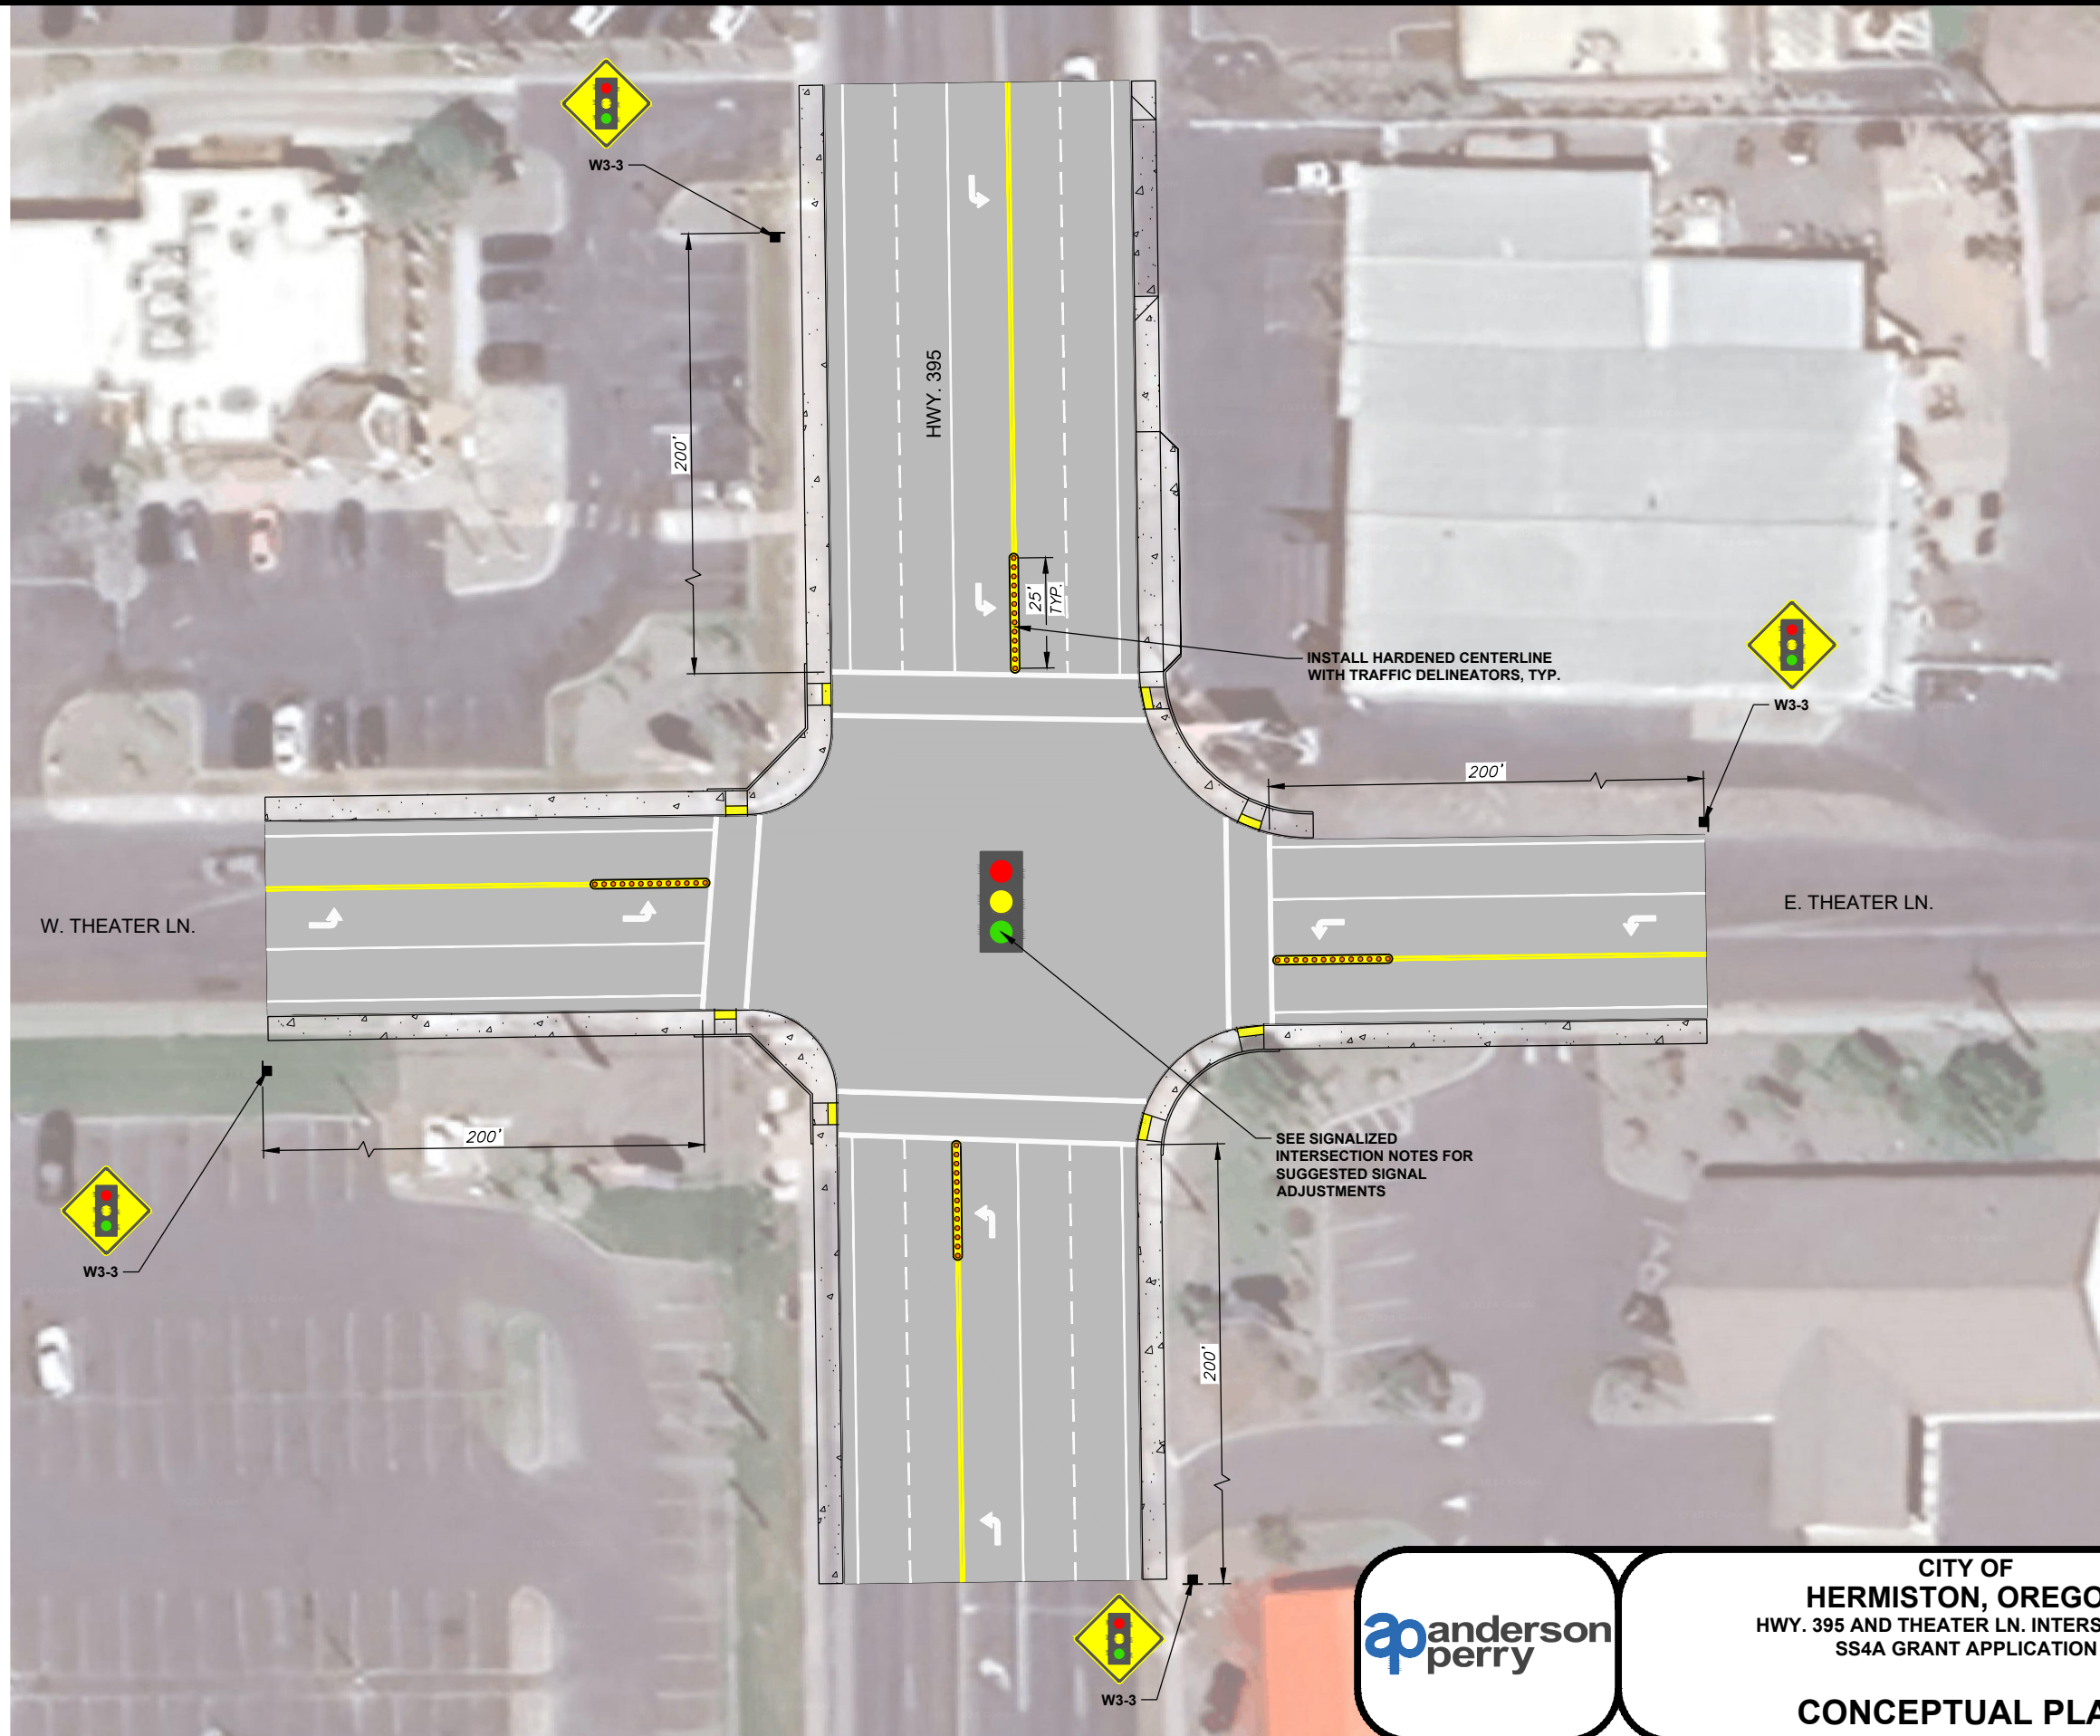 W3-3
200'
HWY. 395
25'
TYP.
INSTALL HARDENED CENTERLINE
WITH TRAFFIC DELINEATORS, TYP.
W3-3
200'
W. THEATER LN.
E. THEATER LN.
200'
SEE SIGNALIZED
INTERSECTION NOTES FOR
SUGGESTED SIGNAL
ADJUSTMENTS
W3-3
200'
W3-3
anderson
perry
CITY OF
HERMISTON, OREGO
HWY. 395 AND THEATER LN. INTERS
SS4A GRANT APPLICATION
CONCEPTUAL PLA